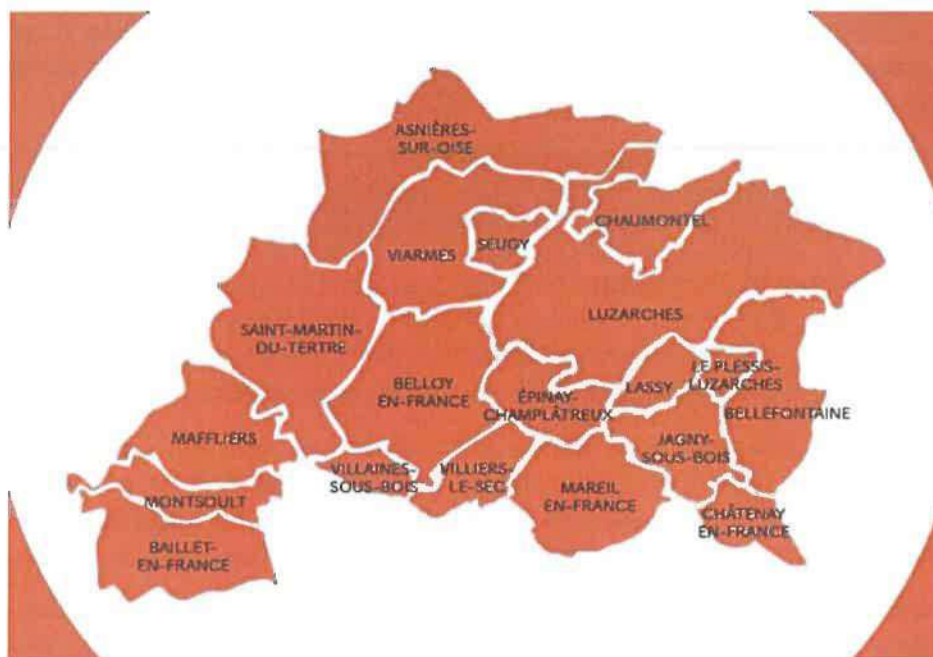 ASNIÈRES-
SUR-OISE
CHAUMONTEL
SEUGY
VIARMES
LUZARCHES
SAINT-MARTIN-
DU-TERTRE
LE PLESSIS-
LUZARCHES
LASSY
BELLOY
EN-FRANCE
ÉPINAY-
CHAMPLÂTREUX
BELLEFONTAINE
MAFFLIERS
JAGNY-
SOUS-BOIS
VILLAINES-
SOUS-BOIS
VILLIERS-
LE-SEC
MAREIL
EN-FRANCE
MONTSOULT
CHÂTENAY
EN-FRANCE
BAILLET-
EN-FRANCE